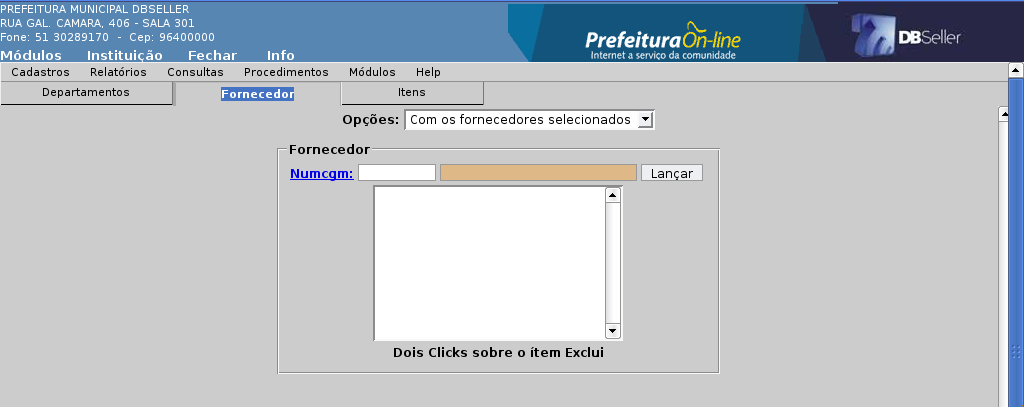 PREFEITURA MUNICIPAL DBSELLER
RUA GAL. CAMARA, 406 - SALA 301
Fone: 51 30289170 - Cep: 96400000
Módulos Instituição Fechar Info
PrefeituraOn-line
Internet a serviço da comunidade
DBSeller
Cadastros Relatórios Consultas Procedimentos Módulos Help
Departamentos Fornecedor Itens
Opções: Com os fornecedores selecionados
Fornecedor
Numcgm: Lançar
Dois Clicks sobre o ítem Exclui